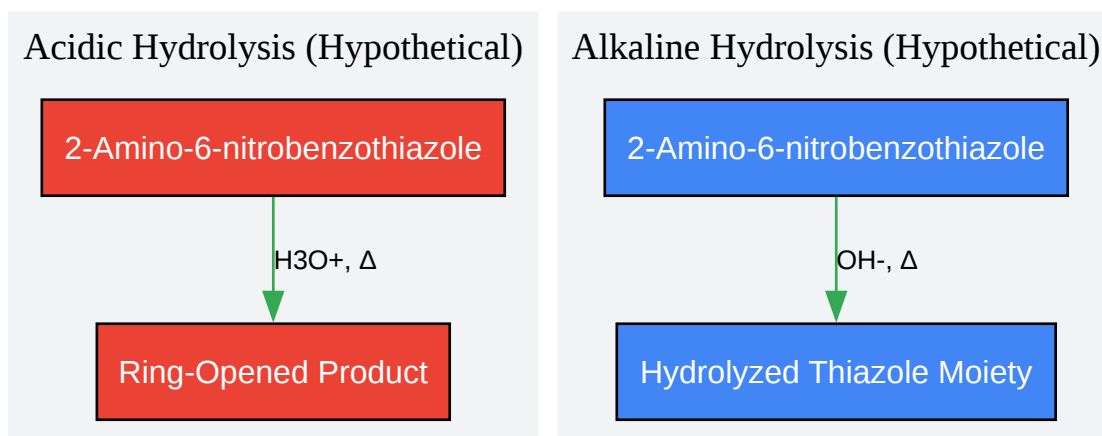 Acidic Hydrolysis (Hypothetical)
2-Amino-6-nitrobenzothiazole
H3O+, Δ
Ring-Opened Product
Alkaline Hydrolysis (Hypothetical)
2-Amino-6-nitrobenzothiazole
OH-, Δ
Hydrolyzed Thiazole Moiety